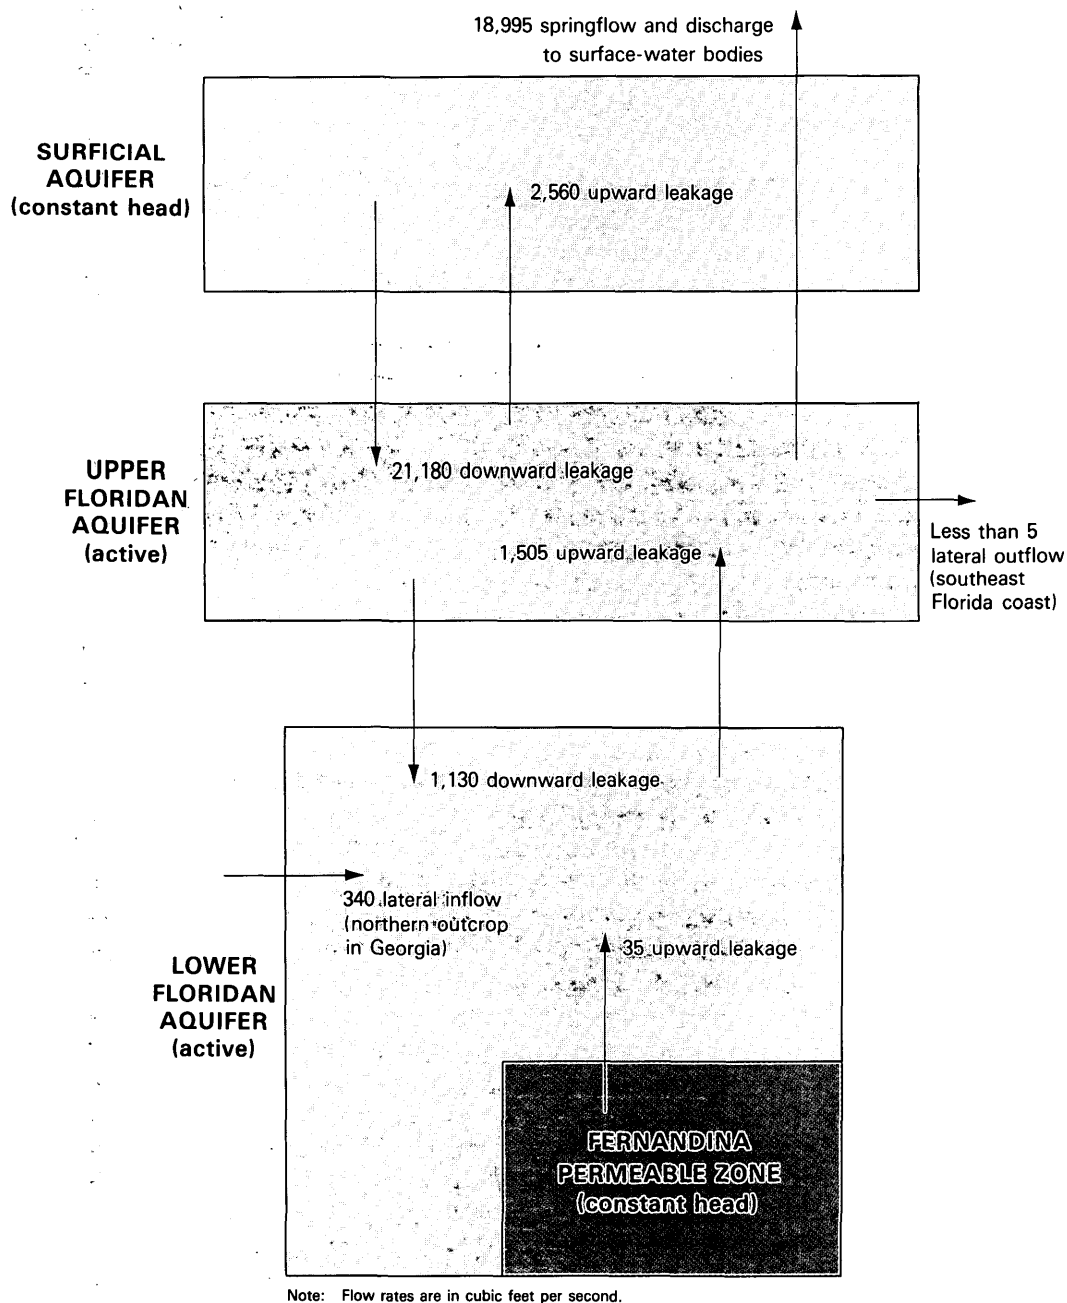 18,995 springflow and discharge
to surface-water bodies
SURFICIAL
AQUIFER
(constant head)
2,560 upward leakage
UPPER
FLORIDAN
AQUIFER
(active)
21,180 downward leakage
1,505 upward leakage
Less than 5
lateral outflow
(southeast
Florida coast)
1,130 downward leakage
340 lateral inflow
(northern outcrop
in Georgia)
35 upward leakage
LOWER
FLORIDAN
AQUIFER
(active)
FERNANDINA
PERMEABLE ZONE
(constant head)
Note: Flow rates are in cubic feet per second.